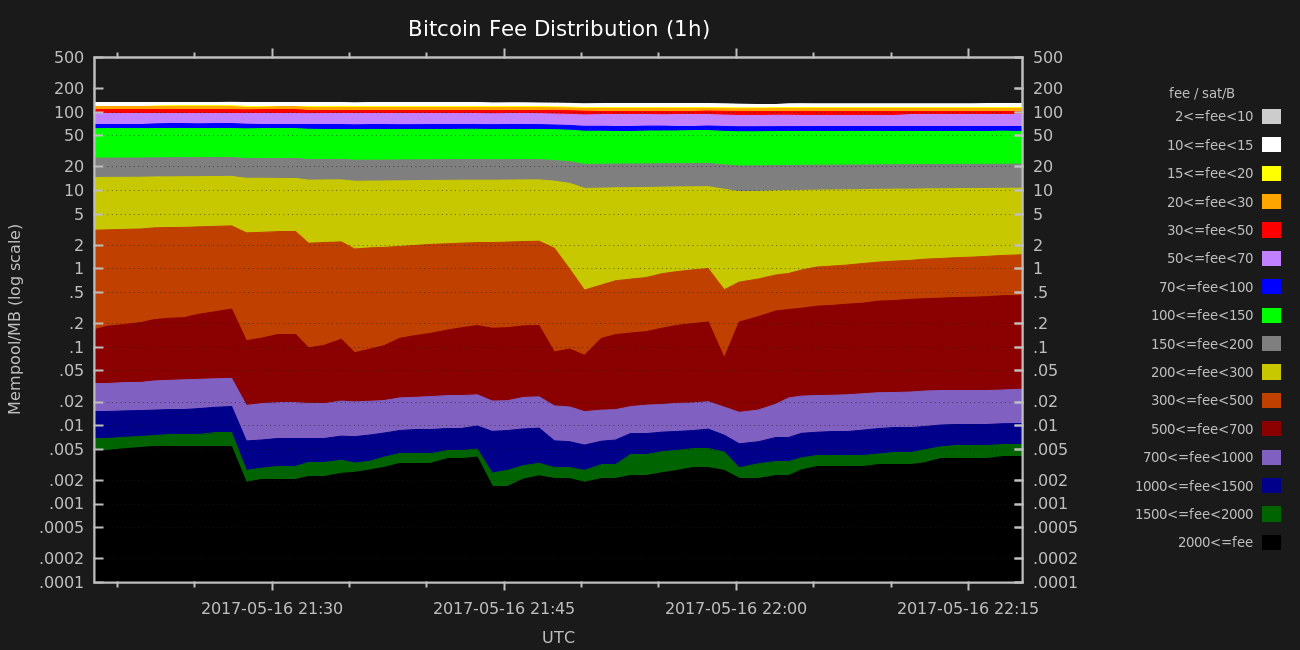 Bitcoin Fee Distribution (1h)
Mempool/MB (log scale)
500
200
100
50
20
10
5
2
1
.5
.2
.1
.05
.02
.01
.005
.002
.001
.0005
.0002
.0001
500
200
100
50
20
10
5
2
1
.5
.2
.1
.05
.02
.01
.005
.002
.001
.0005
.0002
.0001
2017-05-16 21:30 2017-05-16 21:45 2017-05-16 22:00 2017-05-16 22:15
UTC
fee / sat/B
2<=fee<10
10<=fee<15
15<=fee<20
20<=fee<30
30<=fee<50
50<=fee<70
70<=fee<100
100<=fee<150
150<=fee<200
200<=fee<300
300<=fee<500
500<=fee<700
700<=fee<1000
1000<=fee<1500
1500<=fee<2000
2000<=fee